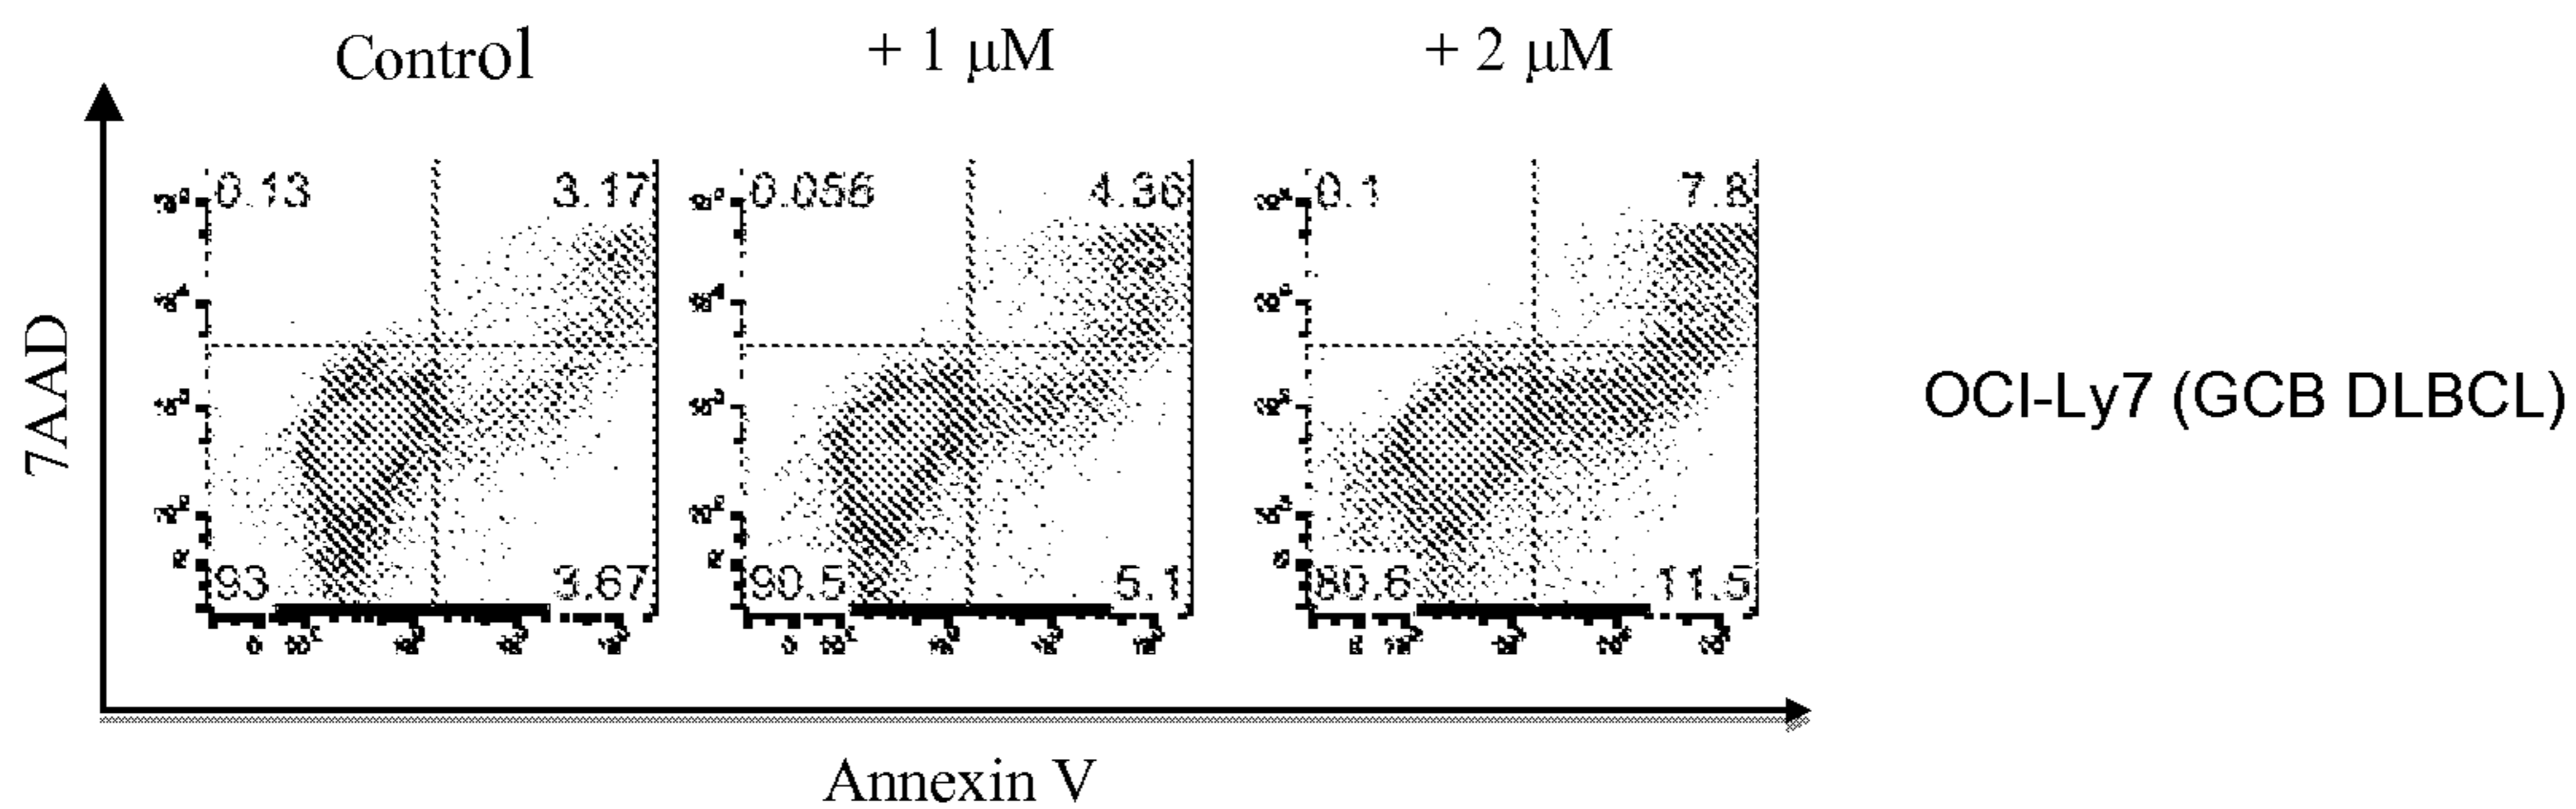 Control
+ 1 μM
+ 2 μM
0.13
3.17
0.056
4.36
0.1
7.8
7AAD
OCI-Ly7 (GCB DLBCL)
93
3.67
90.5
5.1
80.6
11.5
Annexin V